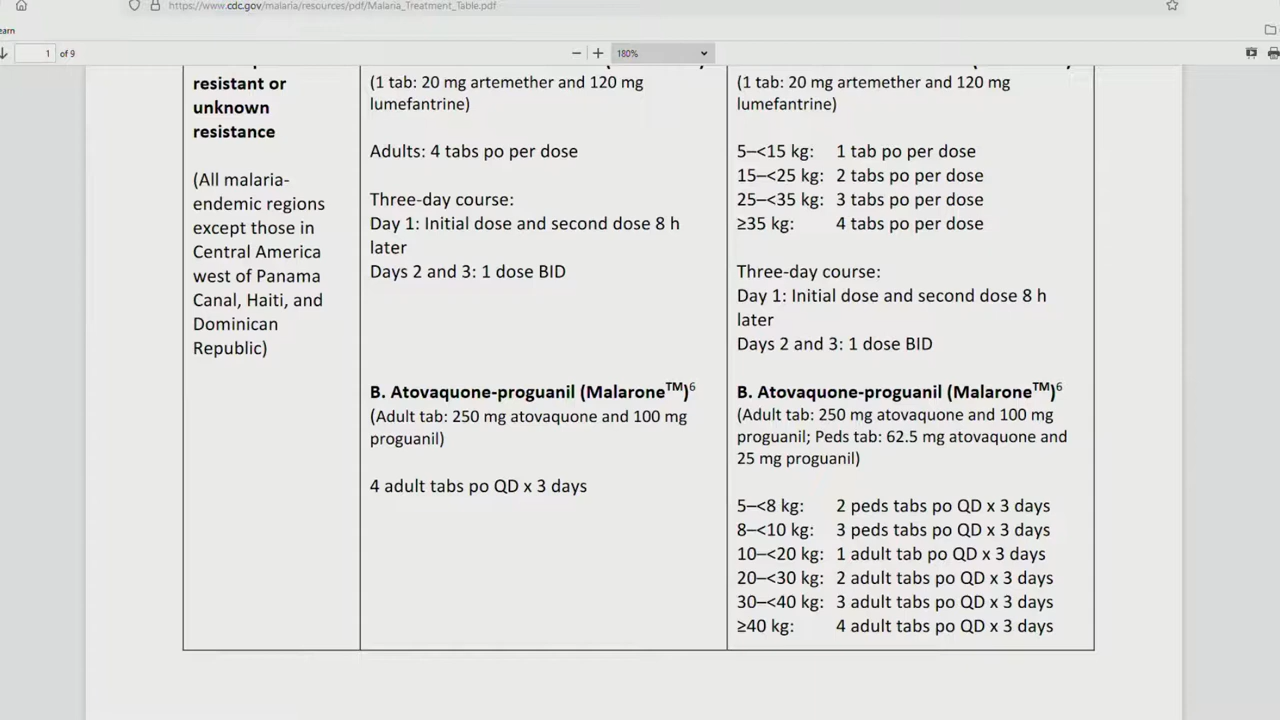 https://www.cdc.gov/malaria/resources/pdf/Malaria_Treatment_Table.pdf
earn
1 of 9
180%
resistant or
unknown
resistance
(All malaria-
endemic regions
except those in
Central America
west of Panama
Canal, Haiti, and
Dominican
Republic)
(1 tab: 20 mg artemether and 120 mg
lumefantrine)
Adults: 4 tabs po per dose
Three-day course:
Day 1: Initial dose and second dose 8 h
later
Days 2 and 3: 1 dose BID
B. Atovaquone-proguanil (Malarone™)⁶
(Adult tab: 250 mg atovaquone and 100 mg
proguanil)
4 adult tabs po QD x 3 days
(1 tab: 20 mg artemether and 120 mg
lumefantrine)
5–<15 kg: 1 tab po per dose
15–<25 kg: 2 tabs po per dose
25–<35 kg: 3 tabs po per dose
≥35 kg: 4 tabs po per dose
Three-day course:
Day 1: Initial dose and second dose 8 h
later
Days 2 and 3: 1 dose BID
B. Atovaquone-proguanil (Malarone™)⁶
(Adult tab: 250 mg atovaquone and 100 mg
proguanil; Peds tab: 62.5 mg atovaquone and
25 mg proguanil)
5–<8 kg: 2 peds tabs po QD x 3 days
8–<10 kg: 3 peds tabs po QD x 3 days
10–<20 kg: 1 adult tab po QD x 3 days
20–<30 kg: 2 adult tabs po QD x 3 days
30–<40 kg: 3 adult tabs po QD x 3 days
≥40 kg: 4 adult tabs po QD x 3 days